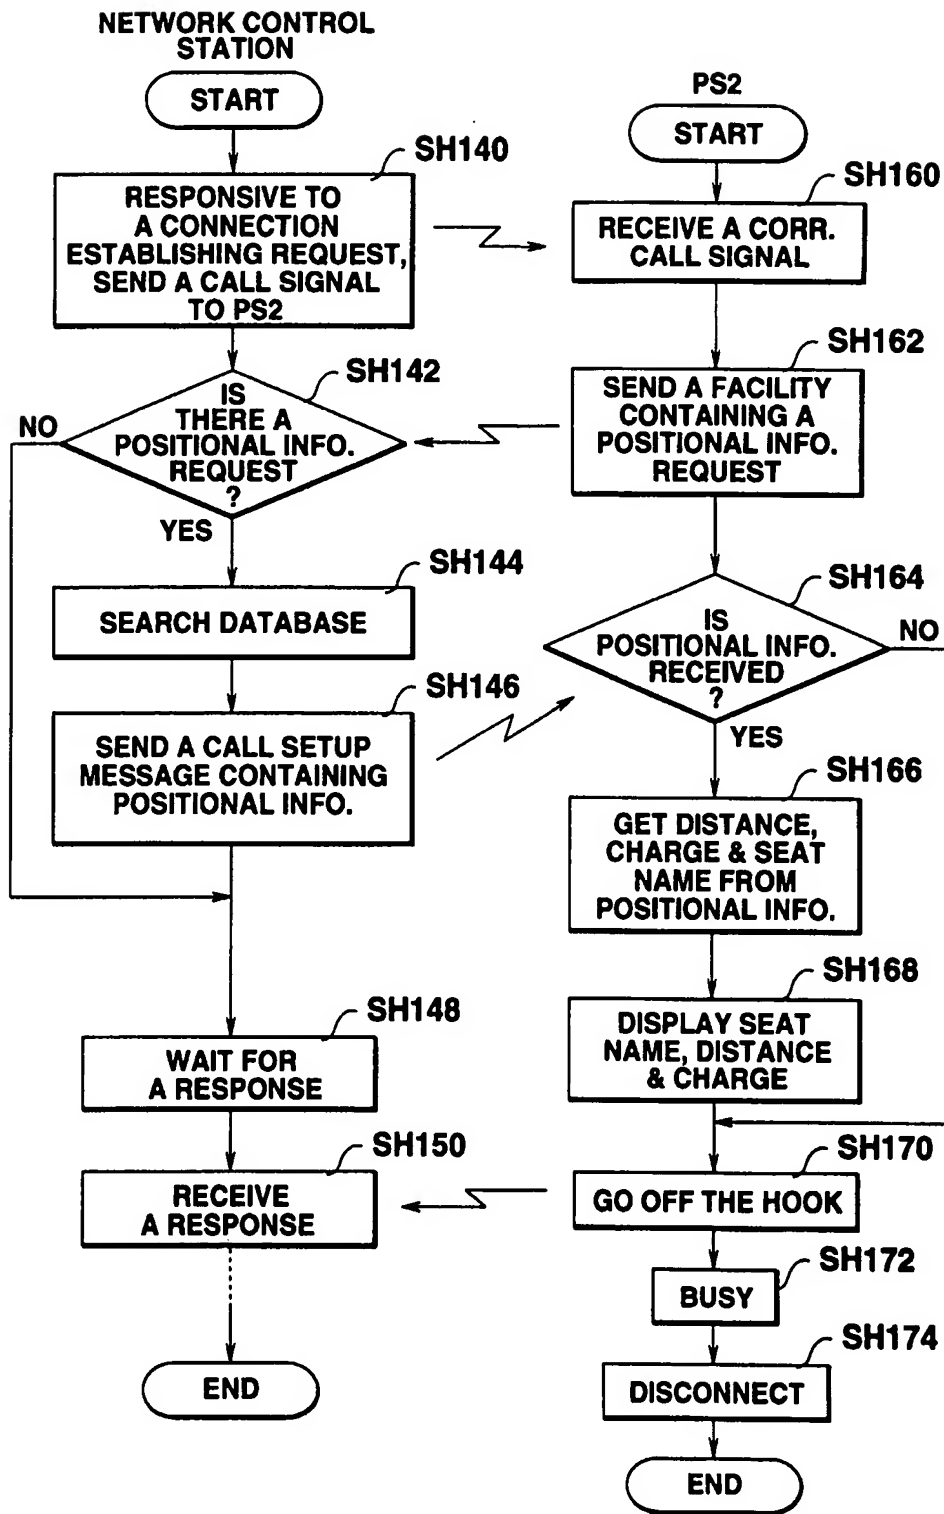 NETWORK CONTROL
STATION
START
SH140
RESPONSIVE TO
A CONNECTION
ESTABLISHING REQUEST,
SEND A CALL SIGNAL
TO PS2
SH142
IS
THERE A
POSITIONAL INFO.
REQUEST
?
NO
YES
SH144
SEARCH DATABASE
SH146
SEND A CALL SETUP
MESSAGE CONTAINING
POSITIONAL INFO.
SH148
WAIT FOR
A RESPONSE
SH150
RECEIVE
A RESPONSE
END
PS2
START
SH160
RECEIVE A CORR.
CALL SIGNAL
SH162
SEND A FACILITY
CONTAINING A
POSITIONAL INFO.
REQUEST
SH164
IS
POSITIONAL INFO.
RECEIVED
?
NO
YES
SH166
GET DISTANCE,
CHARGE & SEAT
NAME FROM
POSITIONAL INFO.
SH168
DISPLAY SEAT
NAME, DISTANCE
& CHARGE
SH170
GO OFF THE HOOK
SH172
BUSY
SH174
DISCONNECT
END